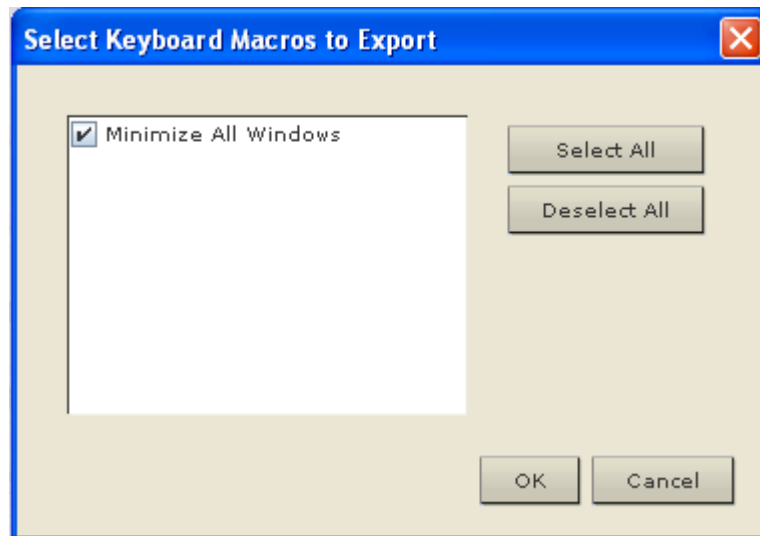 Select Keyboard Macros to Export
Minimize All Windows
Select All
Deselect All
OK
Cancel